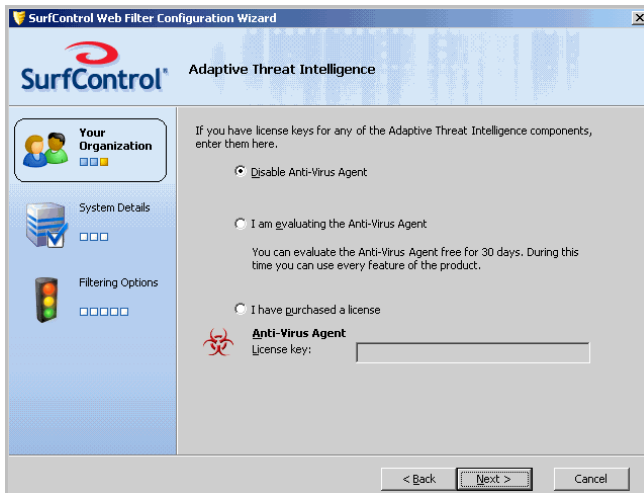 SurfControl Web Filter Configuration Wizard
SurfControl
Adaptive Threat Intelligence
Your
Organization
System Details
Filtering Options
If you have license keys for any of the Adaptive Threat Intelligence components,
enter them here.
Disable Anti-Virus Agent
I am evaluating the Anti-Virus Agent
You can evaluate the Anti-Virus Agent free for 30 days. During this
time you can use every feature of the product.
I have purchased a license
Anti-Virus Agent
License key:
< Back
Next >
Cancel